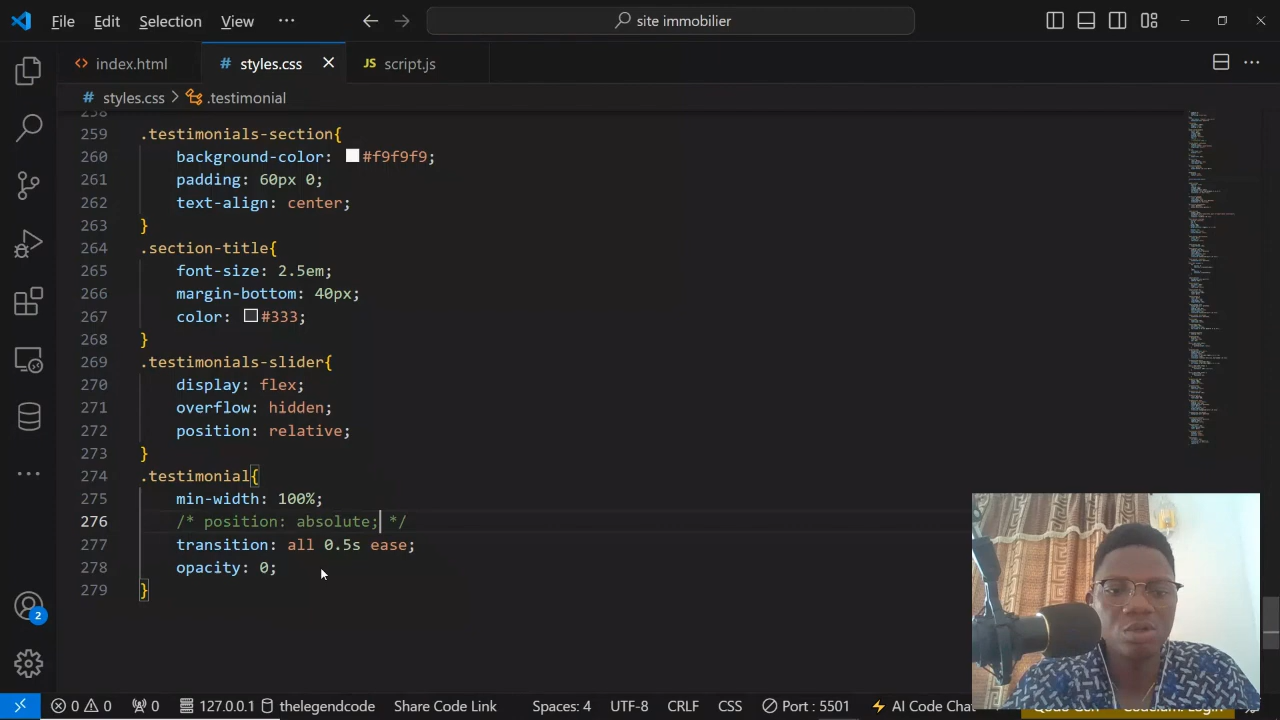 File Edit Selection View ··· site immobilier
index.html # styles.css JS script.js
# styles.css > .testimonial
258
259 .testimonials-section{
260 background-color: #f9f9f9;
261 padding: 60px 0;
262 text-align: center;
263 }
264 .section-title{
265 font-size: 2.5em;
266 margin-bottom: 40px;
267 color: #333;
268 }
269 .testimonials-slider{
270 display: flex;
271 overflow: hidden;
272 position: relative;
273 }
274 .testimonial{
275 min-width: 100%;
276 /* position: absolute; */
277 transition: all 0.5s ease;
278 opacity: 0;
279 }
2
0 0 0 127.0.0.1 thelegendcode Share Code Link Spaces: 4 UTF-8 CRLF CSS Port : 5501 AI Code Chat